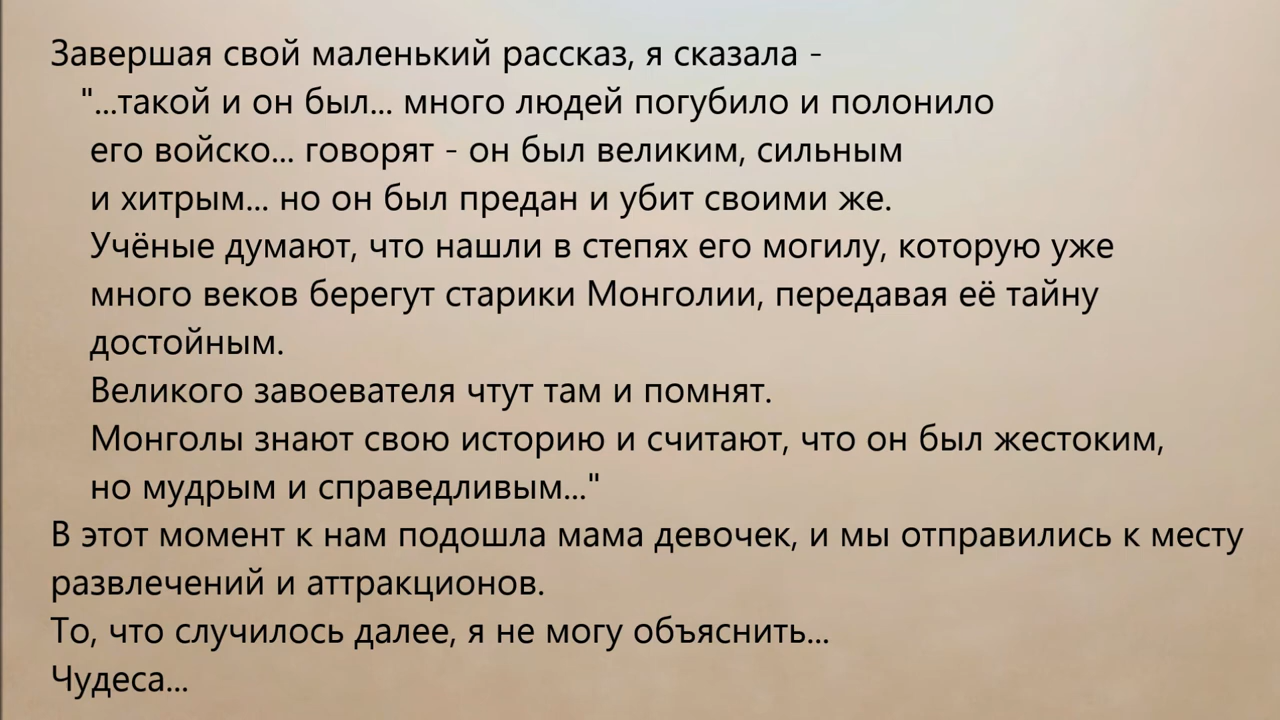 Завершая свой маленький рассказ, я сказала -
"...такой и он был... много людей погубило и полонило
его войско... говорят - он был великим, сильным
и хитрым... но он был предан и убит своими же.
Учёные думают, что нашли в степях его могилу, которую уже
много веков берегут старики Монголии, передавая её тайну
достойным.
Великого завоевателя чтут там и помнят.
Монголы знают свою историю и считают, что он был жестоким,
но мудрым и справедливым..."
В этот момент к нам подошла мама девочек, и мы отправились к месту
развлечений и аттракционов.
То, что случилось далее, я не могу объяснить...
Чудеса...